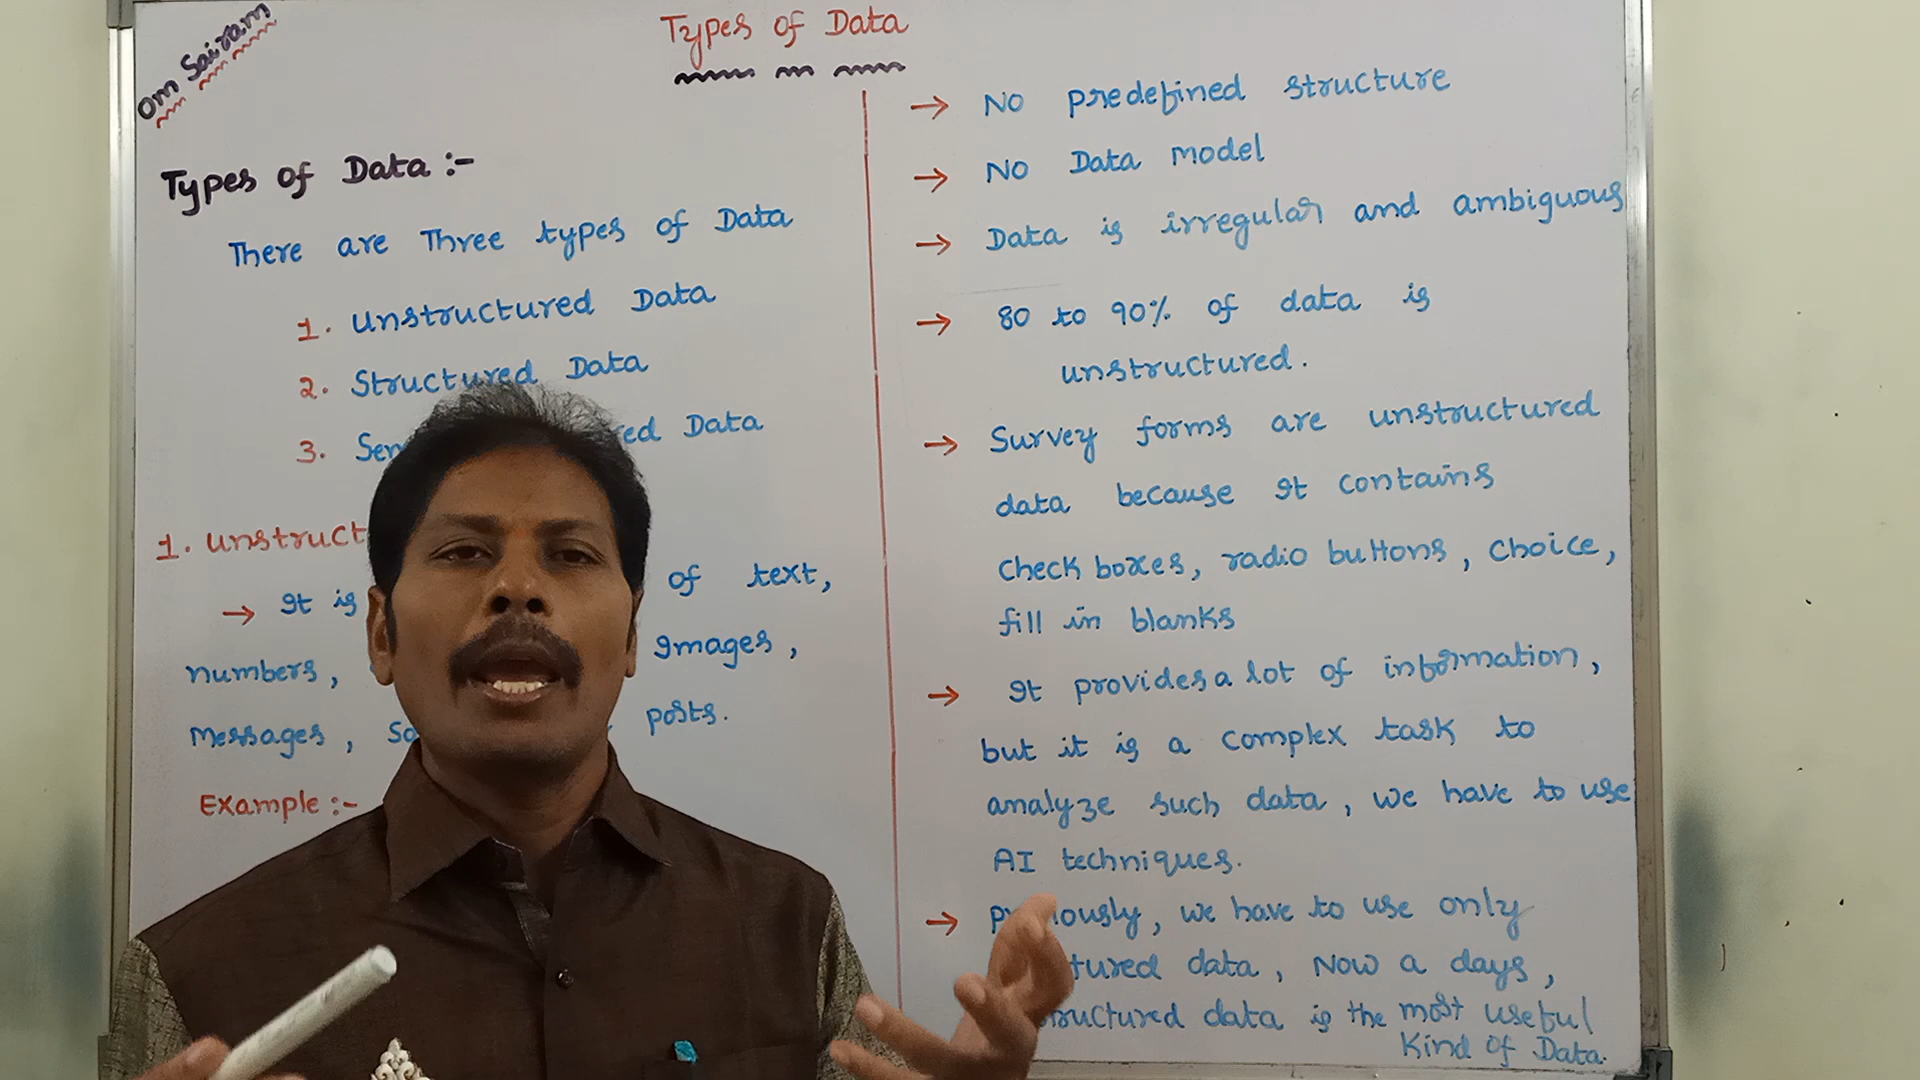 Om Sairam
Types of Data
Types of Data :-
There are Three types of Data
1. Unstructured Data
2. Structured Data
3. Data
1. 
→ It is of text,
numbers, Images,
Messages, posts.
Example :-
→ No predefined structure
→ No Data model
→ Data is irregular and ambiguous
→ 80 to 90% of data is
unstructured.
→ Survey forms are unstructured
data because it contains
check boxes, radio buttons, choice,
fill in blanks
→ It provides a lot of information,
but it is a complex task to
analyze such data, we have to use
AI techniques.
→ we have to use only
data, Now a days,
data is the most useful
Kind of Data.